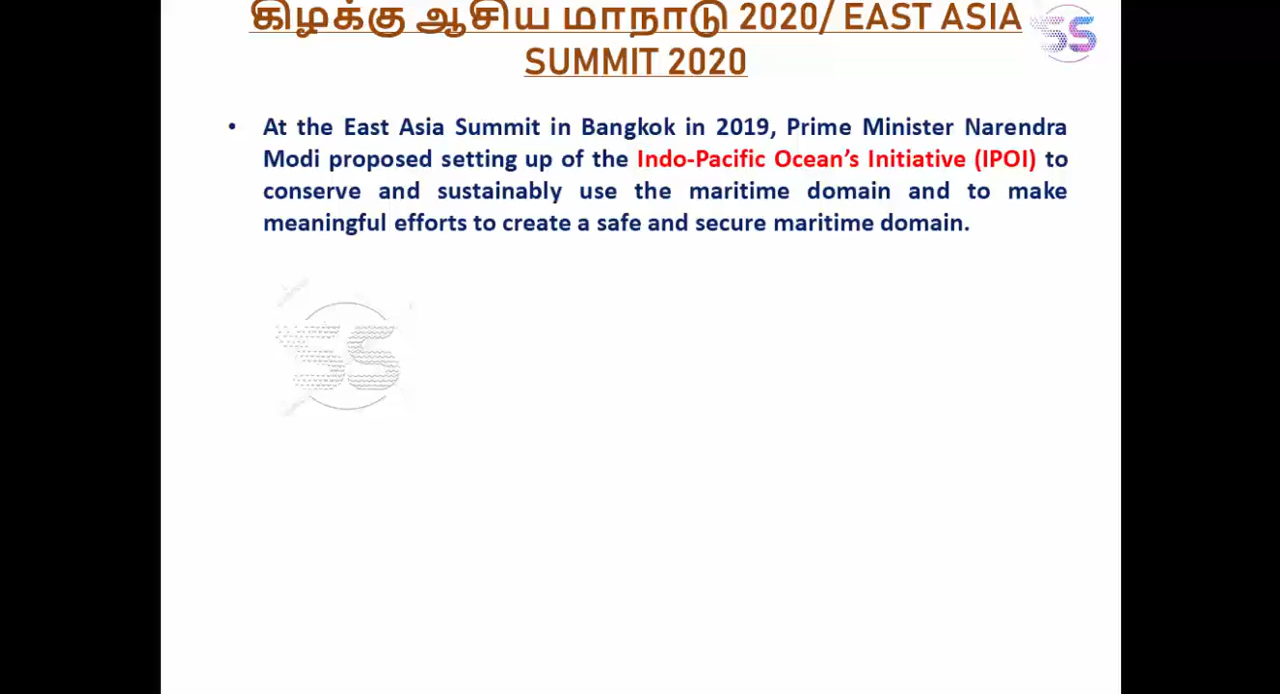 கிழக்கு ஆசிய மாநாடு 2020/ EAST ASIA
SUMMIT 2020
• At the East Asia Summit in Bangkok in 2019, Prime Minister Narendra
Modi proposed setting up of the Indo-Pacific Ocean’s Initiative (IPOI) to
conserve and sustainably use the maritime domain and to make
meaningful efforts to create a safe and secure maritime domain.
SS
SS